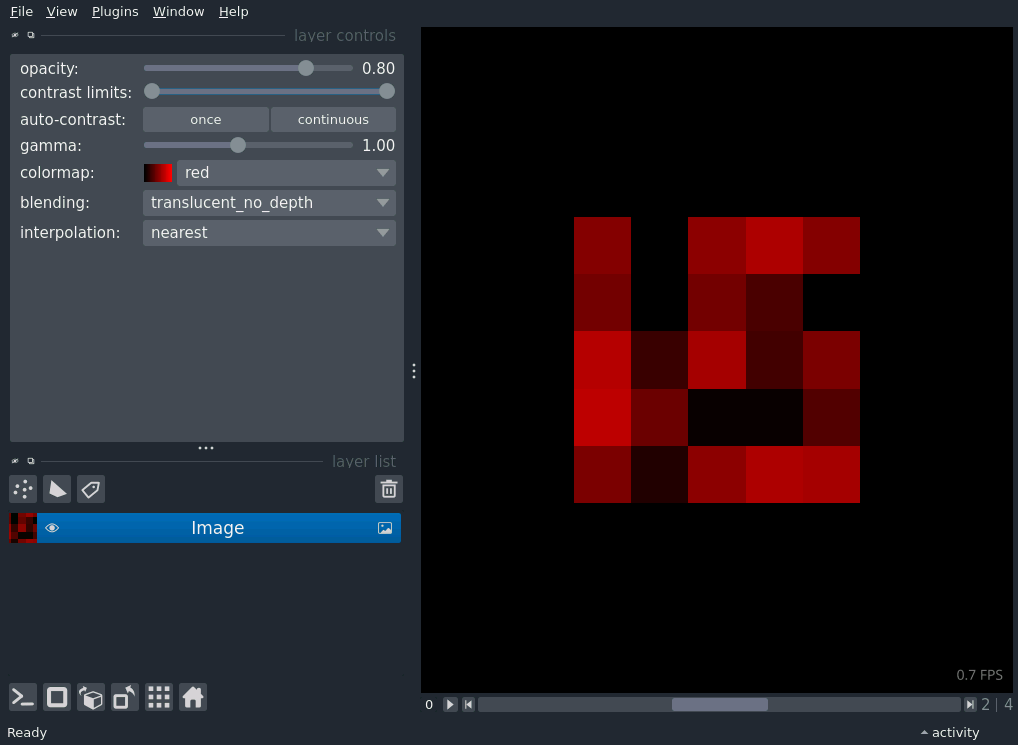 File View Plugins Window Help
layer controls
opacity: 0.80
contrast limits:
auto-contrast: once continuous
gamma: 1.00
colormap: red
blending: translucent_no_depth
interpolation: nearest
layer list
Image
0.7 FPS
0 2 | 4
Ready activity